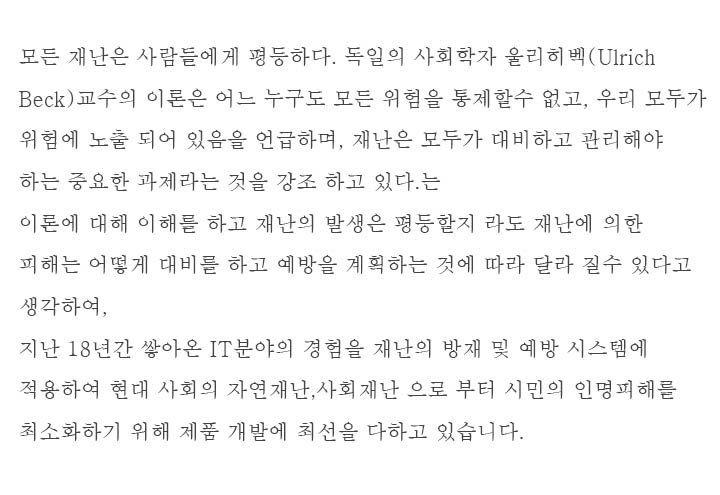 모든 재난은 사람들에게 평등하다. 독일의 사회학자 울리히벡(Ulrich
Beck)교수의 이론은 어느 누구도 모든 위험을 통제할수 없고, 우리 모두가
위험에 노출 되어 있음을 언급하며, 재난은 모두가 대비하고 관리해야
하는 중요한 과제라는 것을 강조 하고 있다.는
이론에 대해 이해를 하고 재난의 발생은 평등할지 라도 재난에 의한
피해는 어떻게 대비를 하고 예방을 계획하는 것에 따라 달라 질수 있다고
생각하여,
지난 18년간 쌓아온 IT분야의 경험을 재난의 방재 및 예방 시스템에
적용하여 현대 사회의 자연재난,사회재난 으로 부터 시민의 인명피해를
최소화하기 위해 제품 개발에 최선을 다하고 있습니다.